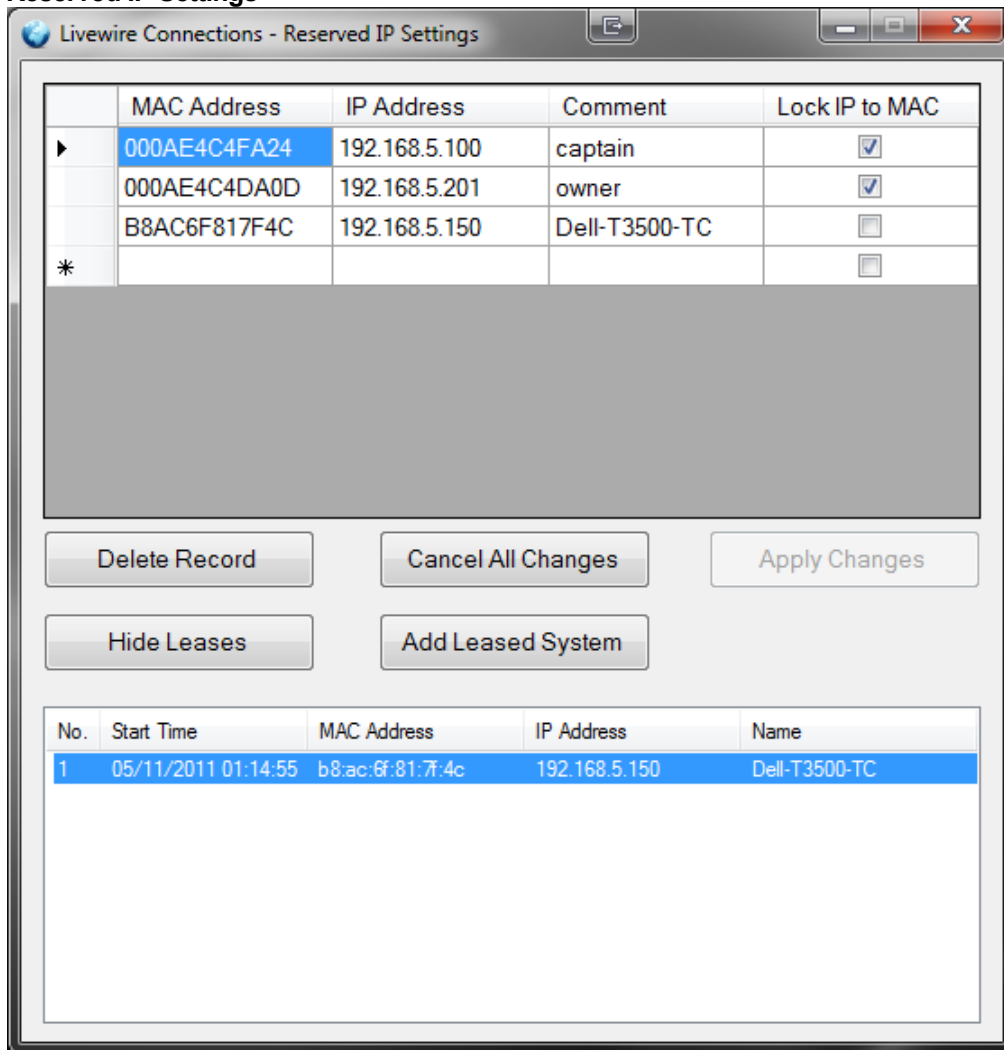 Reserved IP Settings
Livewire Connections - Reserved IP Settings
MAC Address IP Address Comment Lock IP to MAC
000AE4C4FA24 192.168.5.100 captain
000AE4C4DA0D 192.168.5.201 owner
B8AC6F817F4C 192.168.5.150 Dell-T3500-TC
Delete Record Cancel All Changes Apply Changes
Hide Leases Add Leased System
No. Start Time MAC Address IP Address Name
1 05/11/2011 01:14:55 b8:ac:6f:81:7f:4c 192.168.5.150 Dell-T3500-TC